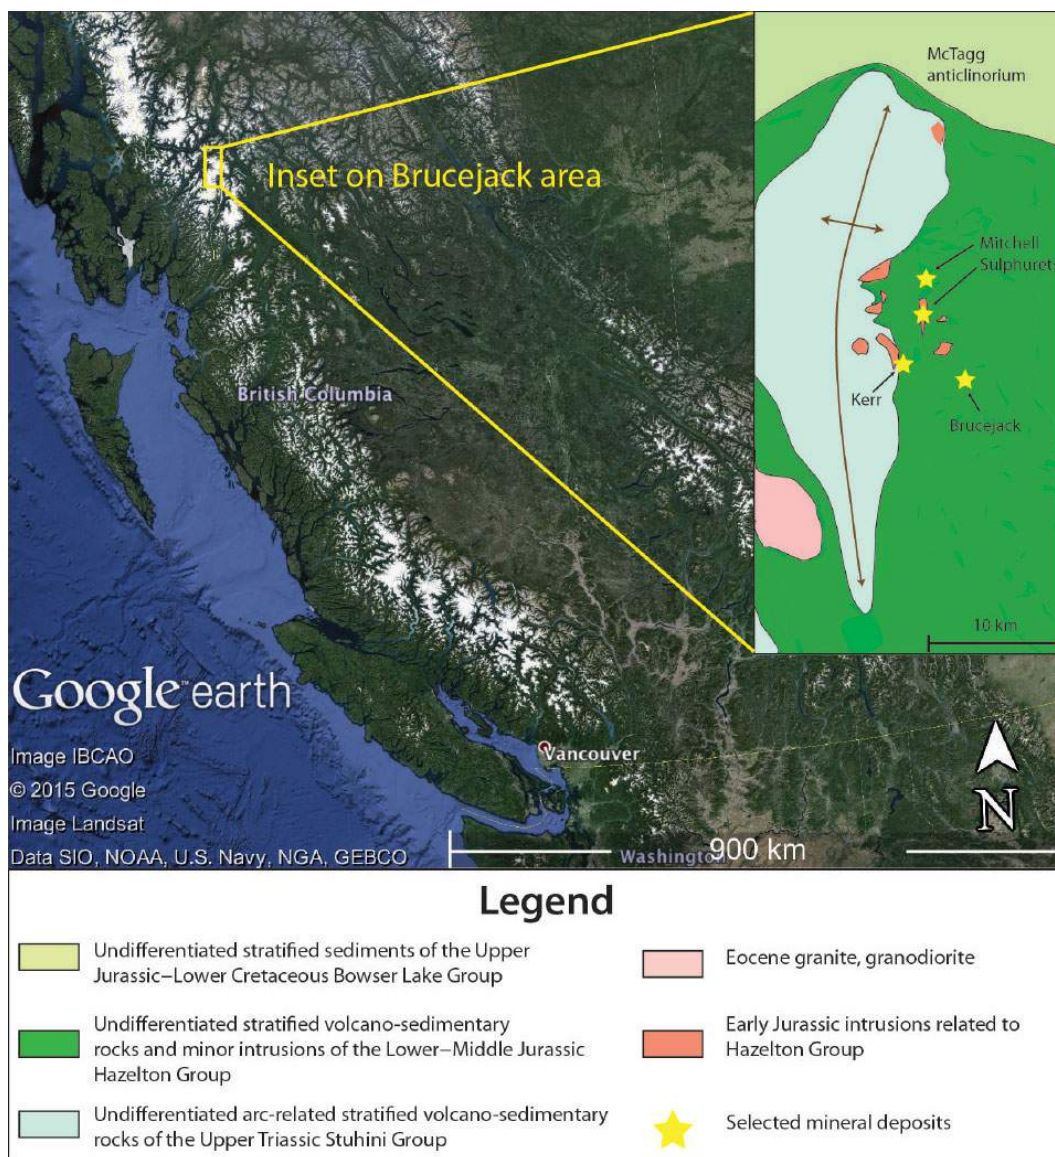 McTagg
anticlinorium
Inset on Brucejack area
Mitchell
Sulphuret
British Columbia
Kerr
Brucejack
10 km
Google earth
Vancouver
Image IBCAO
© 2015 Google
Image Landsat
N
Data SIO, NOAA, U.S. Navy, NGA, GEBCO
Washington
900 km
Legend
Undifferentiated stratified sediments of the Upper
Jurassic–Lower Cretaceous Bowser Lake Group
Undifferentiated stratified volcano-sedimentary
rocks and minor intrusions of the Lower–Middle Jurassic
Hazelton Group
Undifferentiated arc-related stratified volcano-sedimentary
rocks of the Upper Triassic Stuhini Group
Eocene granite, granodiorite
Early Jurassic intrusions related to
Hazelton Group
Selected mineral deposits